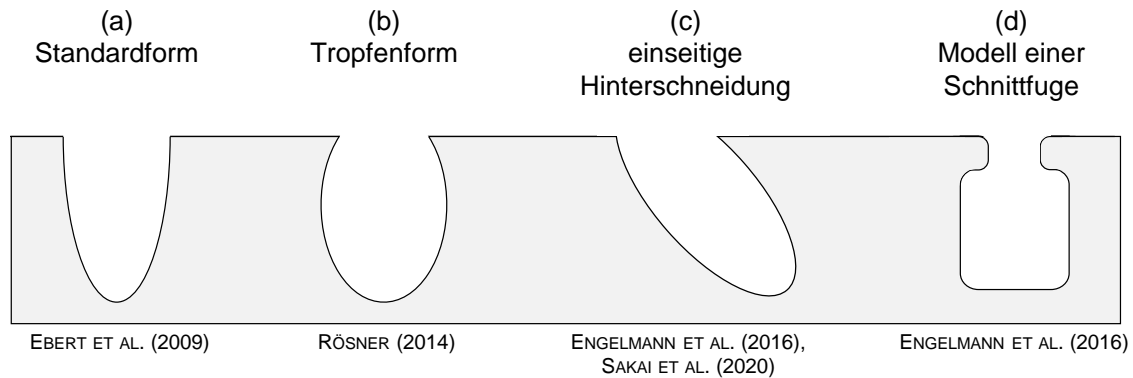 (a)
Standardform
(b)
Tropfenform
(c)
einseitige
Hinterschneidung
(d)
Modell einer
Schnittfuge
EBERT ET AL. (2009)
RÖSNER (2014)
ENGELMANN ET AL. (2016),
SAKAI ET AL. (2020)
ENGELMANN ET AL. (2016)